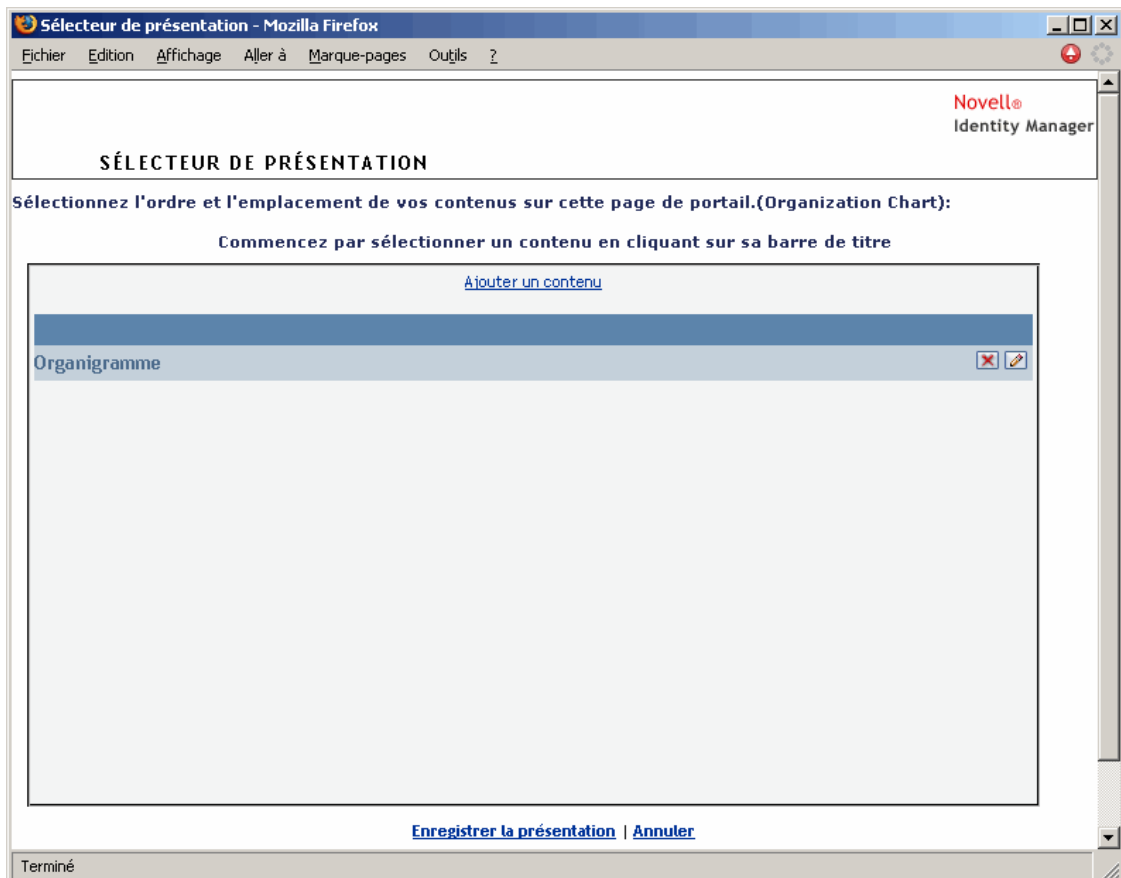 Sélecteur de présentation - Mozilla Firefox
Fichier Edition Affichage Aller à Marque-pages Outils ?
Novell®
Identity Manager
SÉLECTEUR DE PRÉSENTATION
Sélectionnez l'ordre et l'emplacement de vos contenus sur cette page de portail.(Organization Chart):
Commencez par sélectionner un contenu en cliquant sur sa barre de titre
Ajouter un contenu
Organigramme
Enregistrer la présentation | Annuler
Terminé